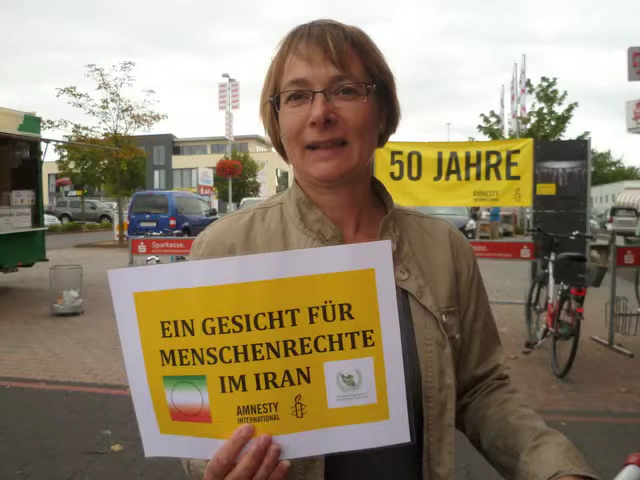 50 JAHRE
AMNESTY
INTERNATIONAL
Sparkasse.
EIN GESICHT FÜR
MENSCHENRECHTE
IM IRAN
AMNESTY
INTERNATIONAL